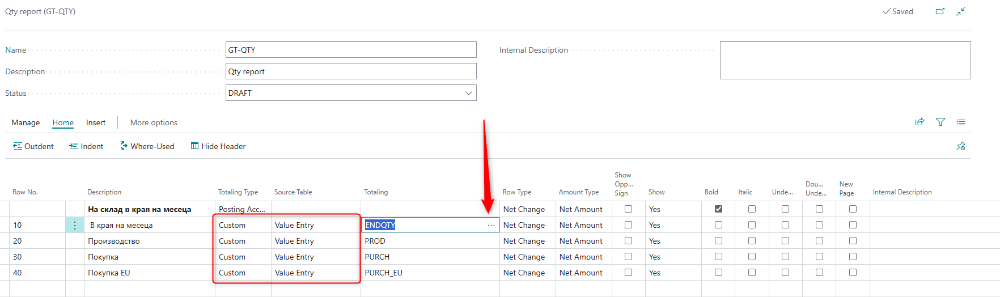 Qty report (GT-QTY)
Saved
Name
GT-QTY
Internal Description
Description
Qty report
Status
DRAFT
Manage Home Insert More options
Outdent Indent Where-Used Hide Header
Row No. Description Totaling Type Source Table Totaling Row Type Amount Type Show Opp... Sign Show Bold Italic Unde... Dou... Unde... New Page Internal Description
На склад в края на месеца Posting Acc... Net Change Net Amount Yes
10 В края на месеца Custom Value Entry ENDQTY ... Net Change Net Amount Yes
20 Производство Custom Value Entry PROD Net Change Net Amount Yes
30 Покупка Custom Value Entry PURCH Net Change Net Amount Yes
40 Покупка EU Custom Value Entry PURCH_EU Net Change Net Amount Yes